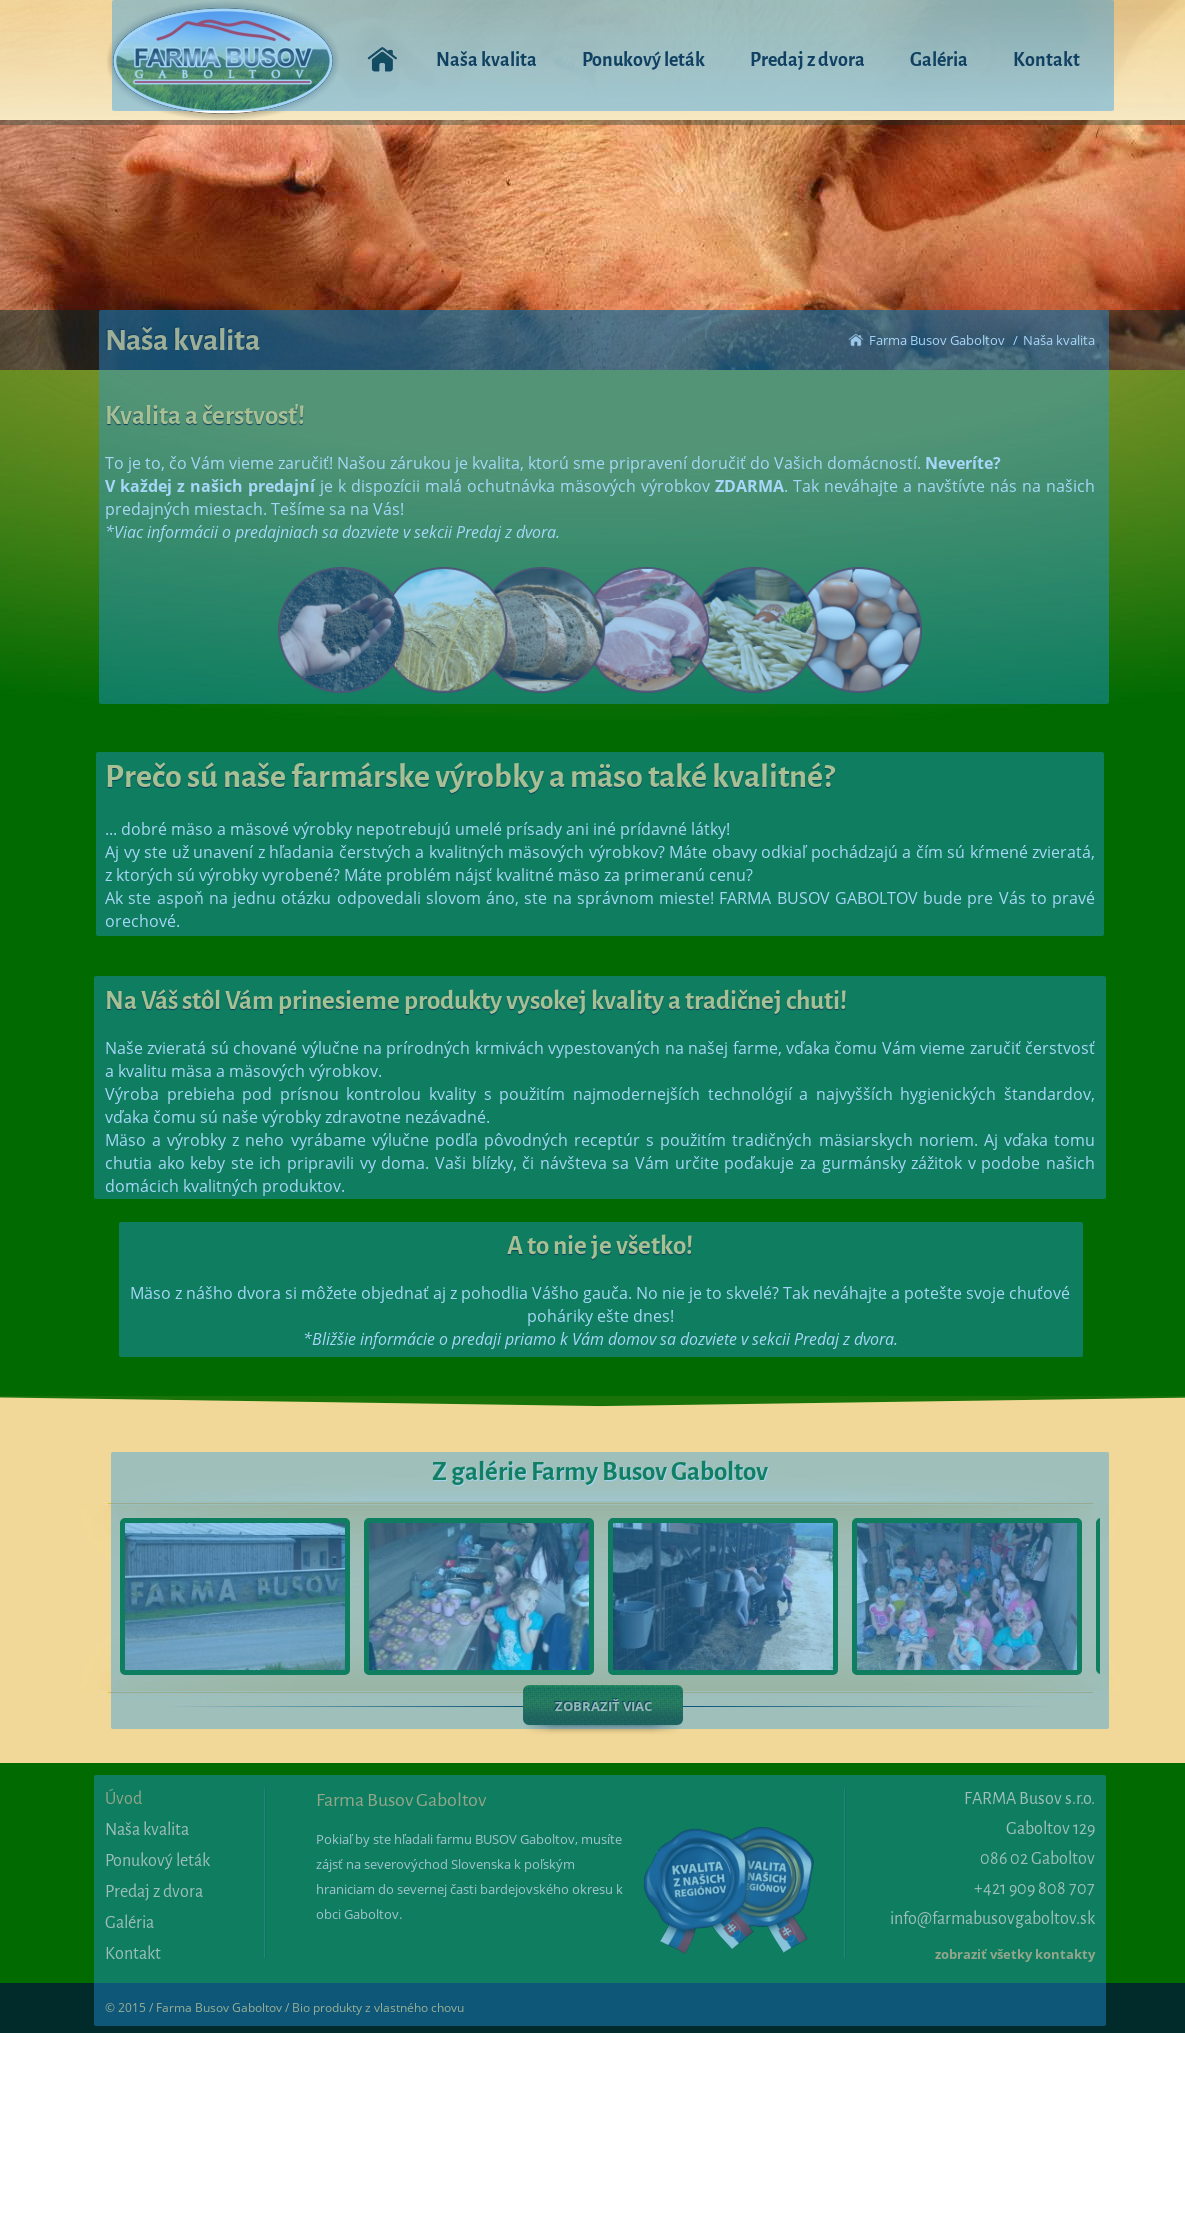 FARMA BUSOV
GABOLTOV
Naša kvalita
Ponukový leták
Predaj z dvora
Galéria
Kontakt
Naša kvalita
Farma Busov Gaboltov / Naša kvalita
Kvalita a čerstvosť!
To je to, čo Vám vieme zaručiť! Našou zárukou je kvalita, ktorú sme pripravení doručiť do Vašich domácností. Neveríte?
V každej z našich predajní je k dispozícii malá ochutnávka mäsových výrobkov ZDARMA. Tak neváhajte a navštívte nás na našich
predajných miestach. Tešíme sa na Vás!
*Viac informácii o predajniach sa dozviete v sekcii Predaj z dvora.
Prečo sú naše farmárske výrobky a mäso také kvalitné?
... dobré mäso a mäsové výrobky nepotrebujú umelé prísady ani iné prídavné látky!
Aj vy ste už unavení z hľadania čerstvých a kvalitných mäsových výrobkov? Máte obavy odkiaľ pochádzajú a čím sú kŕmené zvieratá,
z ktorých sú výrobky vyrobené? Máte problém nájsť kvalitné mäso za primeranú cenu?
Ak ste aspoň na jednu otázku odpovedali slovom áno, ste na správnom mieste! FARMA BUSOV GABOLTOV bude pre Vás to pravé
orechové.
Na Váš stôl Vám prinesieme produkty vysokej kvality a tradičnej chuti!
Naše zvieratá sú chované výlučne na prírodných krmivách vypestovaných na našej farme, vďaka čomu Vám vieme zaručiť čerstvosť
a kvalitu mäsa a mäsových výrobkov.
Výroba prebieha pod prísnou kontrolou kvality s použitím najmodernejších technológií a najvyšších hygienických štandardov,
vďaka čomu sú naše výrobky zdravotne nezávadné.
Mäso a výrobky z neho vyrábame výlučne podľa pôvodných receptúr s použitím tradičných mäsiarskych noriem. Aj vďaka tomu
chutia ako keby ste ich pripravili vy doma. Vaši blízky, či návšteva sa Vám určite poďakuje za gurmánsky zážitok v podobe našich
domácich kvalitných produktov.
A to nie je všetko!
Mäso z nášho dvora si môžete objednať aj z pohodlia Vášho gauča. No nie je to skvelé? Tak neváhajte a potešte svoje chuťové
poháriky ešte dnes!
*Bližšie informácie o predaji priamo k Vám domov sa dozviete v sekcii Predaj z dvora.
Z galérie Farmy Busov Gaboltov
FARMA BUSOV
ZOBRAZIŤ VIAC
Úvod
Naša kvalita
Ponukový leták
Predaj z dvora
Galéria
Kontakt
Farma Busov Gaboltov
Pokiaľ by ste hľadali farmu BUSOV Gaboltov, musíte
zájsť na severovýchod Slovenska k poľským
hraniciam do severnej časti bardejovského okresu k
obci Gaboltov.
KVALITA
Z NAŠICH
REGIÓNOV
FARMA Busov s.r.o.
Gaboltov 129
086 02 Gaboltov
+421 909 808 707
info@farmabusovgaboltov.sk
zobraziť všetky kontakty
© 2015 / Farma Busov Gaboltov / Bio produkty z vlastného chovu